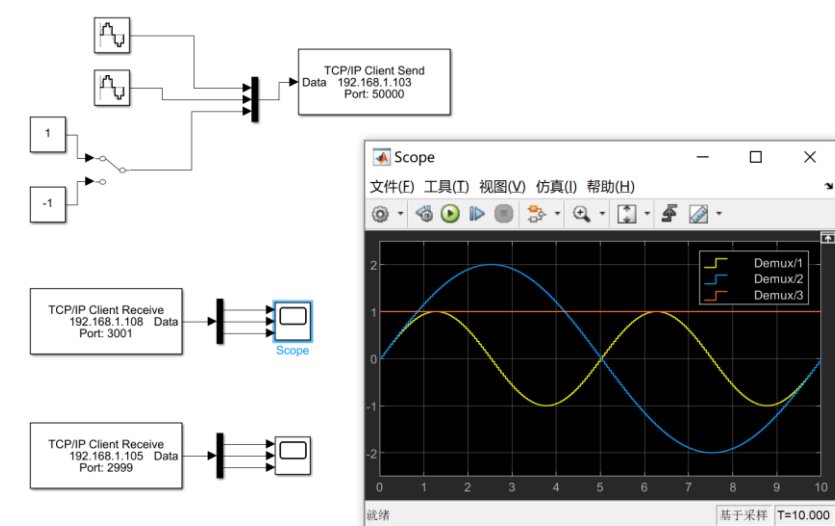 TCP/IP Client Send
Data 192.168.1.103
Port: 50000
1
-1
TCP/IP Client Receive
192.168.1.108 Data
Port: 3001
Scope
TCP/IP Client Receive
192.168.1.105 Data
Port: 2999
Scope
文件(F) 工具(T) 视图(V) 仿真(I) 帮助(H)
Demux/1
Demux/2
Demux/3
2
1
0
-1
-2
0 1 2 3 4 5 6 7 8 9 10
就绪 基于采样 T=10.000